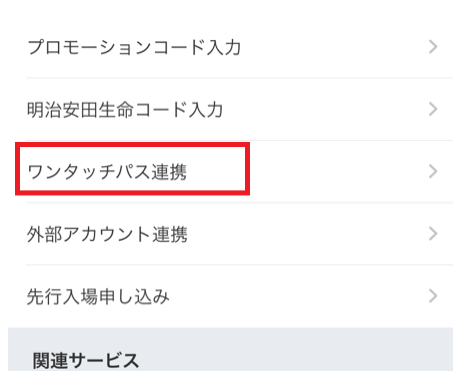 プロモーションコード入力
明治安田生命コード入力
ワンタッチパス連携
外部アカウント連携
先行入場申し込み
関連サービス